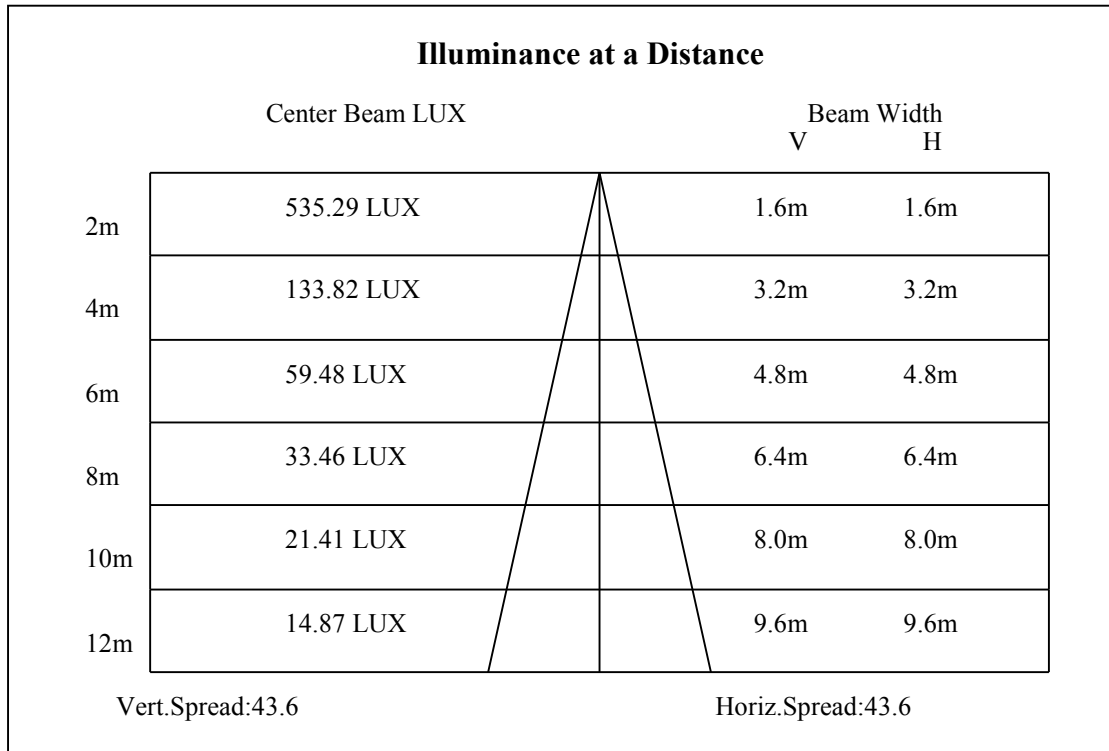 Illuminance at a Distance
Center Beam LUX Beam Width
V H
2m 535.29 LUX 1.6m 1.6m
4m 133.82 LUX 3.2m 3.2m
6m 59.48 LUX 4.8m 4.8m
8m 33.46 LUX 6.4m 6.4m
10m 21.41 LUX 8.0m 8.0m
12m 14.87 LUX 9.6m 9.6m
Vert.Spread:43.6 Horiz.Spread:43.6